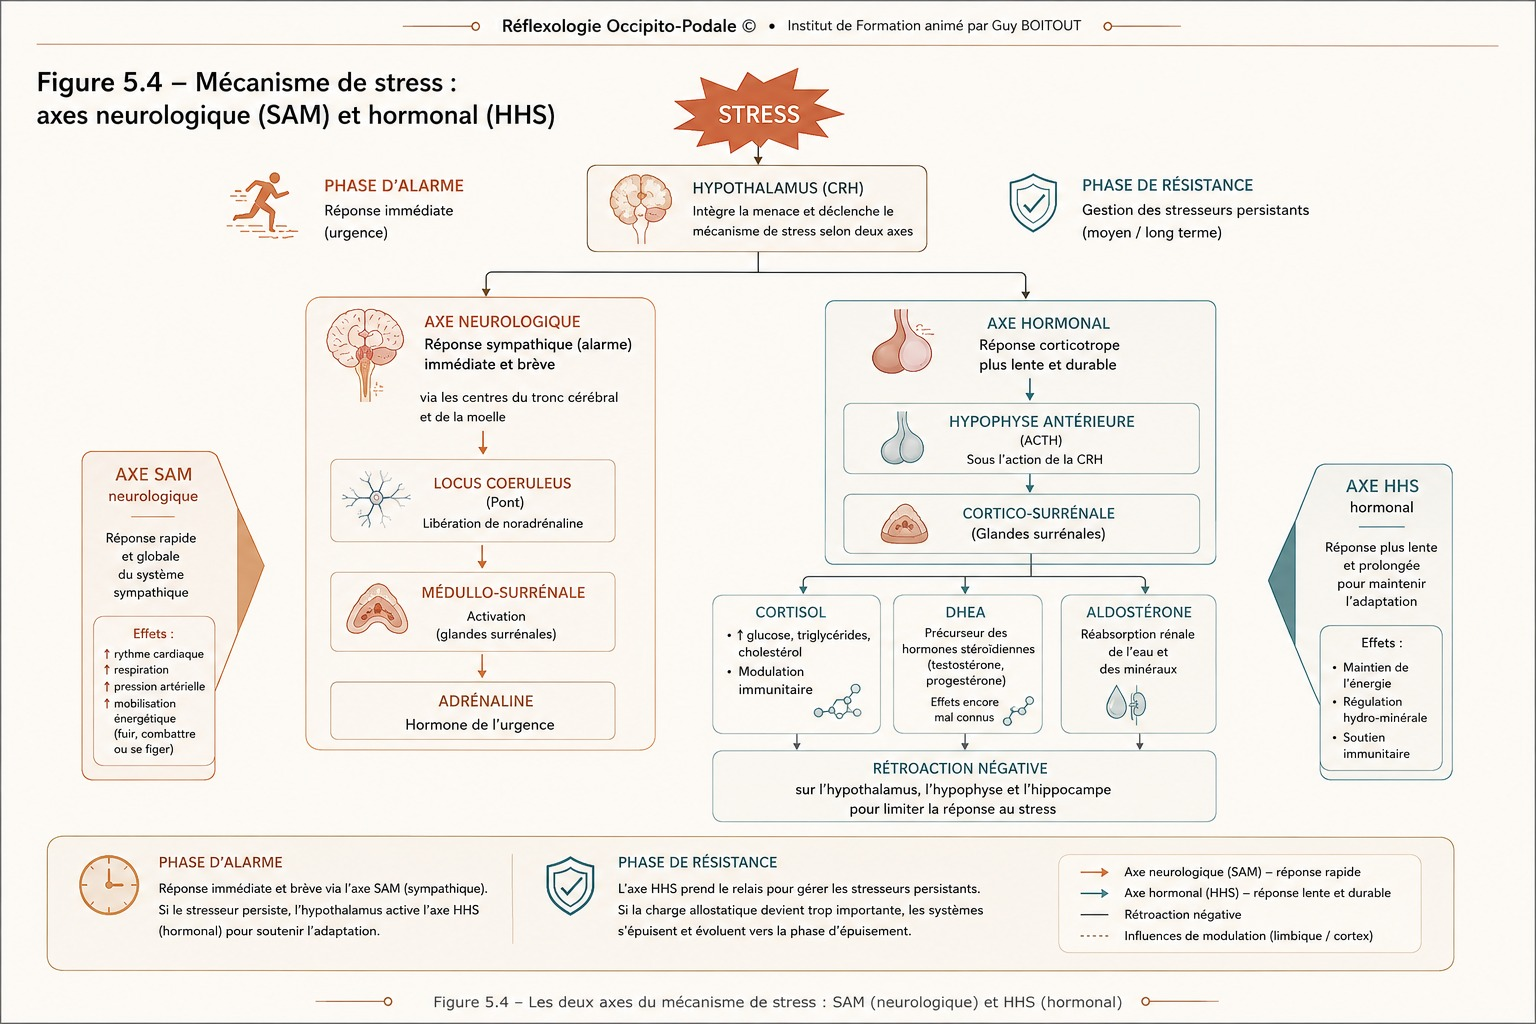 Réflexologie Occipito-Podale © • Institut de Formation animé par Guy BOITOUT
Figure 5.4 – Mécanisme de stress :
axes neurologique (SAM) et hormonal (HHS)
STRESS
PHASE D'ALARME
Réponse immédiate
(urgence)
HYPOTHALAMUS (CRH)
Intègre la menace et déclenche le
mécanisme de stress selon deux axes
PHASE DE RÉSISTANCE
Gestion des stresseurs persistants
(moyen / long terme)
AXE SAM
neurologique
Réponse rapide
et globale
du système
sympathique
Effets :
↑ rythme cardiaque
↑ respiration
↑ pression artérielle
↑ mobilisation
énergétique
(fuir, combattre
ou se figer)
AXE NEUROLOGIQUE
Réponse sympathique (alarme)
immédiate et brève
via les centres du tronc cérébral
et de la moelle
LOCUS COERULEUS
(Pont)
Libération de noradrénaline
MÉDULLO-SURRÉNALE
Activation
(glandes surrénales)
ADRÉNALINE
Hormone de l'urgence
AXE HORMONAL
Réponse corticotrope
plus lente et durable
HYPOPHYSE ANTÉRIEURE
(ACTH)
Sous l'action de la CRH
CORTICO-SURRÉNALE
(Glandes surrénales)
CORTISOL
• ↑ glucose, triglycérides,
cholestérol
• Modulation
immunitaire
DHEA
Précurseur des
hormones stéroïdiennes
(testostérone,
progestérone)
Effets encore
mal connus
ALDOSTÉRONE
Réabsorption rénale
de l'eau et
des minéraux
RÉTROACTION NÉGATIVE
sur l'hypothalamus, l'hypophyse et l'hippocampe
pour limiter la réponse au stress
AXE HHS
hormonal
Réponse plus lente
et prolongée
pour maintenir
l'adaptation
Effets :
• Maintien de
l'énergie
• Régulation
hydro-minérale
• Soutien
immunitaire
PHASE D'ALARME
Réponse immédiate et brève via l'axe SAM (sympathique).
Si le stresseur persiste, l'hypothalamus active l'axe HHS
(hormonal) pour soutenir l'adaptation.
PHASE DE RÉSISTANCE
L'axe HHS prend le relais pour gérer les stresseurs persistants.
Si la charge allostatique devient trop importante, les systèmes
s'épuisent et évoluent vers la phase d'épuisement.
Axe neurologique (SAM) – réponse rapide
Axe hormonal (HHS) – réponse lente et durable
Rétroaction négative
Influences de modulation (limbique / cortex)
Figure 5.4 – Les deux axes du mécanisme de stress : SAM (neurologique) et HHS (hormonal)